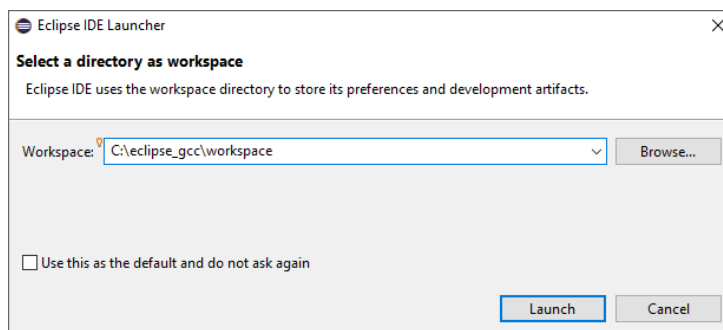 Eclipse IDE Launcher
Select a directory as workspace
Eclipse IDE uses the workspace directory to store its preferences and development artifacts.
Workspace: C:\eclipse_gcc\workspace Browse...
Use this as the default and do not ask again
Launch Cancel